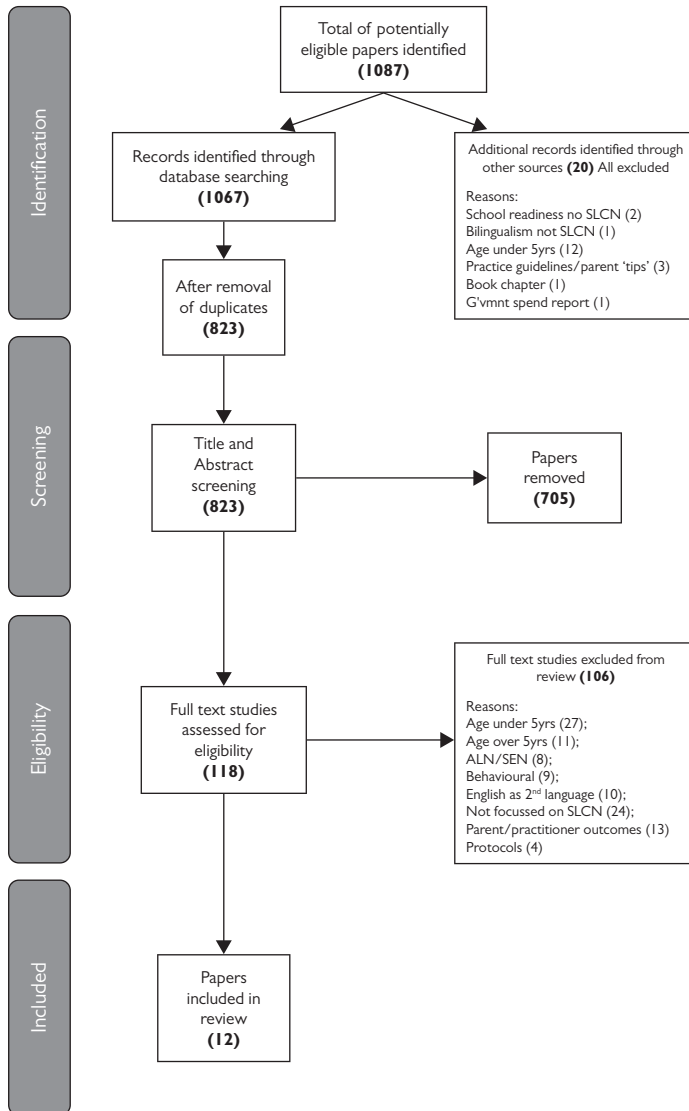 Identification
Total of potentially
eligible papers identified
(1087)
Records identified through
database searching
(1067)
Additional records identified through
other sources (20) All excluded
Reasons:
School readiness no SLCN (2)
Bilingualism not SLCN (1)
Age under 5yrs (12)
Practice guidelines/parent ‘tips’ (3)
Book chapter (1)
G’vmnt spend report (1)
After removal
of duplicates
(823)
Screening
Title and
Abstract
screening
(823)
Papers
removed
(705)
Eligibility
Full text studies
assessed for
eligibility
(118)
Full text studies excluded from
review (106)
Reasons:
Age under 5yrs (27);
Age over 5yrs (11);
ALN/SEN (8);
Behavioural (9);
English as 2nd language (10);
Not focussed on SLCN (24);
Parent/practitioner outcomes (13)
Protocols (4)
Included
Papers
included in
review
(12)